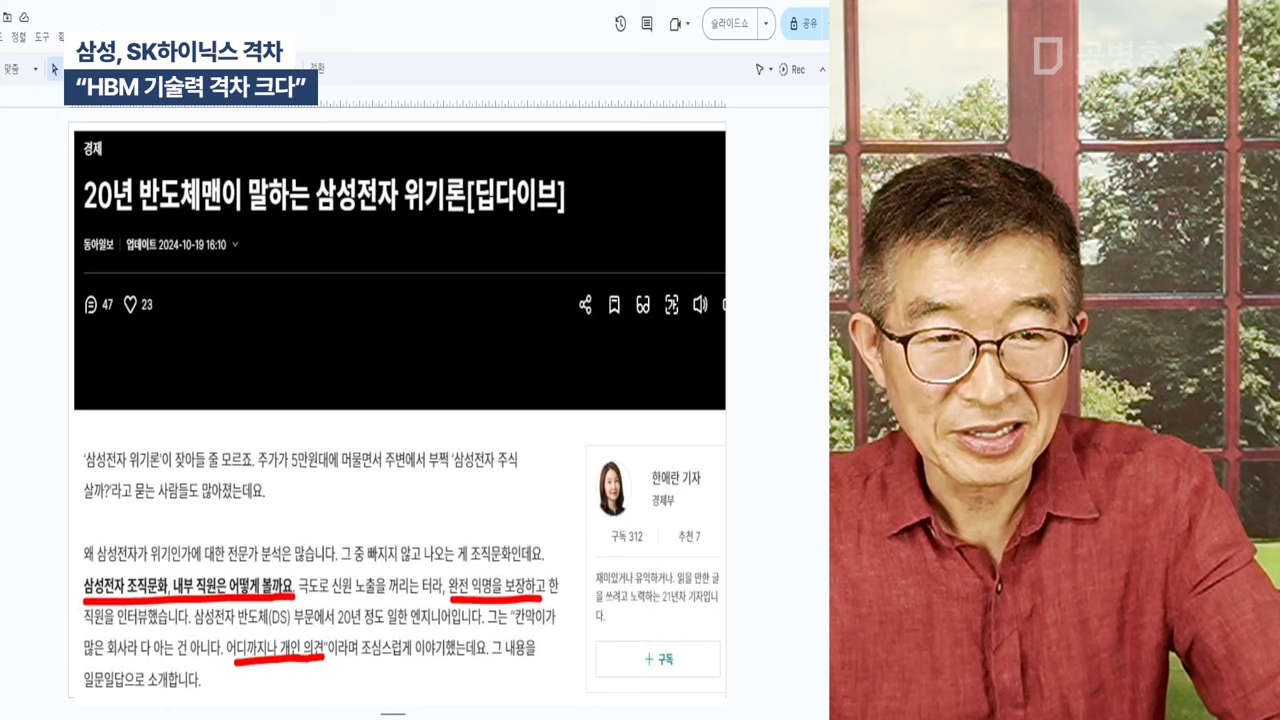 정렬 도구
맞춤
슬라이드쇼
공유
Rec
삼성, SK하이닉스 격차
“HBM 기술력 격차 크다”
경제
20년 반도체맨이 말하는 삼성전자 위기론[딥다이브]
동아일보 업데이트 2024-10-19 16:10
47 23
가
‘삼성전자 위기론’이 잦아들 줄 모르죠. 주가가 5만원대에 머물면서 주변에서 부쩍 ‘삼성전자 주식
살까?’라고 묻는 사람들도 많아졌는데요.
왜 삼성전자가 위기인가에 대한 전문가 분석은 많습니다. 그 중 빠지지 않고 나오는 게 조직문화인데요.
삼성전자 조직문화, 내부 직원은 어떻게 볼까요. 극도로 신원 노출을 꺼리는 터라, 완전 익명을 보장하고 한
직원을 인터뷰했습니다. 삼성전자 반도체(DS) 부문에서 20년 정도 일한 엔지니어입니다. 그는 “칸막이가
많은 회사라 다 아는 건 아니다. 어디까지나 개인 의견”이라며 조심스럽게 이야기했는데요. 그 내용을
일문일답으로 소개합니다.
한애란 기자
경제부
구독 312 추천 7
재미있거나 유익하거나. 읽을 만한 글
을 쓰려고 노력하는 21년차 기자입니
다.
+ 구독
공병호TV